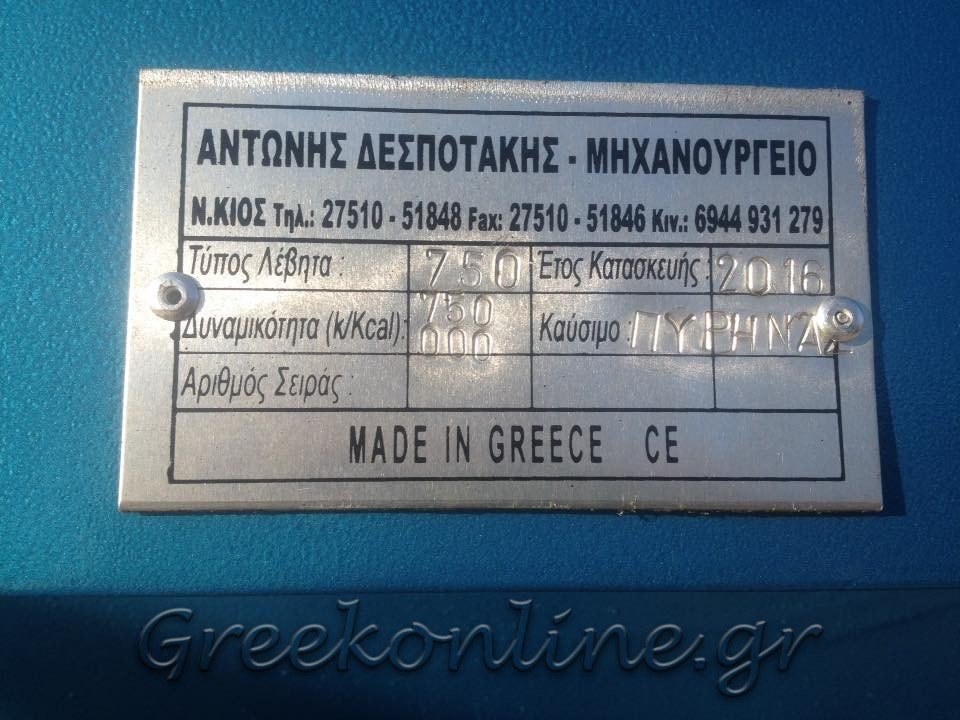 ΑΝΤΩΝΗΣ ΔΕΣΠΟΤΑΚΗΣ - ΜΗΧΑΝΟΥΡΓΕΙΟ
Ν.ΚΙΟΣ Τηλ.: 27510 - 51848 Fax: 27510 - 51846 Κιν.: 6944 931 279
Τύπος Λέβητα : 750 Έτος Κατασκευής : 2016
Δυναμικότητα (k/Kcal): 750 000 Καύσιμο : ΠΥΡΗΝΑΣ
Αριθμός Σειράς :
MADE IN GREECE CE
Greekonline.gr